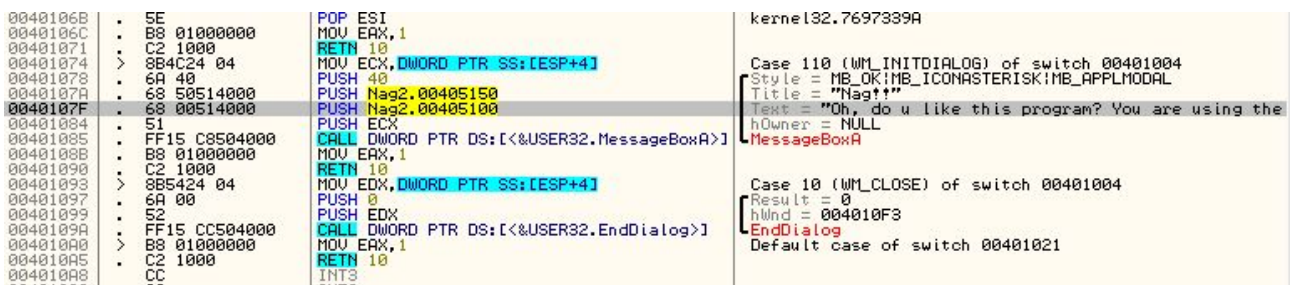 0040106B . 5E POP ESI kernel32.7697339A
0040106C . B8 01000000 MOV EAX,1
00401071 . C2 1000 RETN 10
00401074 > 8B4C24 04 MOV ECX,DWORD PTR SS:[ESP+4] Case 110 (WM_INITDIALOG) of switch 00401004
00401078 . 6A 40 PUSH 40 Style = MB_OK|MB_ICONASTERISK|MB_APPLMODAL
0040107A . 68 50514000 PUSH Nag2.00405150 Title = "Nag!!"
0040107F . 68 00514000 PUSH Nag2.00405100 Text = "Oh, do u like this program? You are using the
00401084 . 51 PUSH ECX hOwner = NULL
00401085 . FF15 C8504000 CALL DWORD PTR DS:[<&USER32.MessageBoxA>] MessageBoxA
0040108B . B8 01000000 MOV EAX,1
00401090 . C2 1000 RETN 10
00401093 > 8B5424 04 MOV EDX,DWORD PTR SS:[ESP+4] Case 10 (WM_CLOSE) of switch 00401004
00401097 . 6A 00 PUSH 0 Result = 0
00401099 . 52 PUSH EDX hWnd = 004010F3
0040109A . FF15 CC504000 CALL DWORD PTR DS:[<&USER32.EndDialog>] EndDialog
004010A0 > B8 01000000 MOV EAX,1 Default case of switch 00401021
004010A5 . C2 1000 RETN 10
004010A8 CC INT3